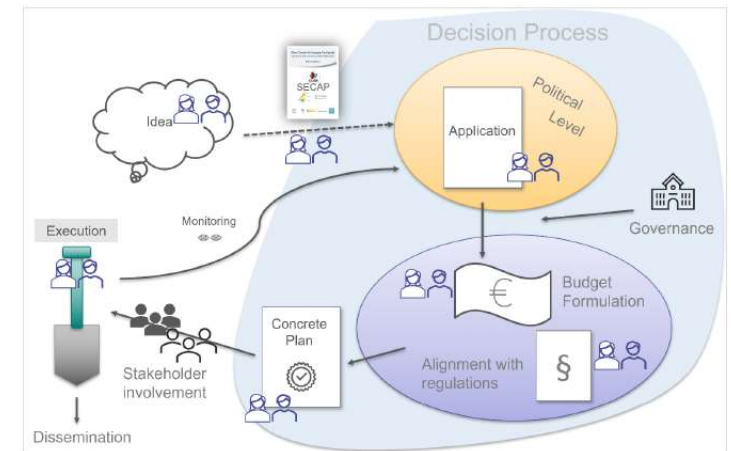 Decision Process
SECAP
Idea
Political
Level
Application
Monitoring
Execution
Governance
€
Budget
Formulation
Concrete
Plan
Alignment with
regulations
§
Stakeholder
involvement
Dissemination